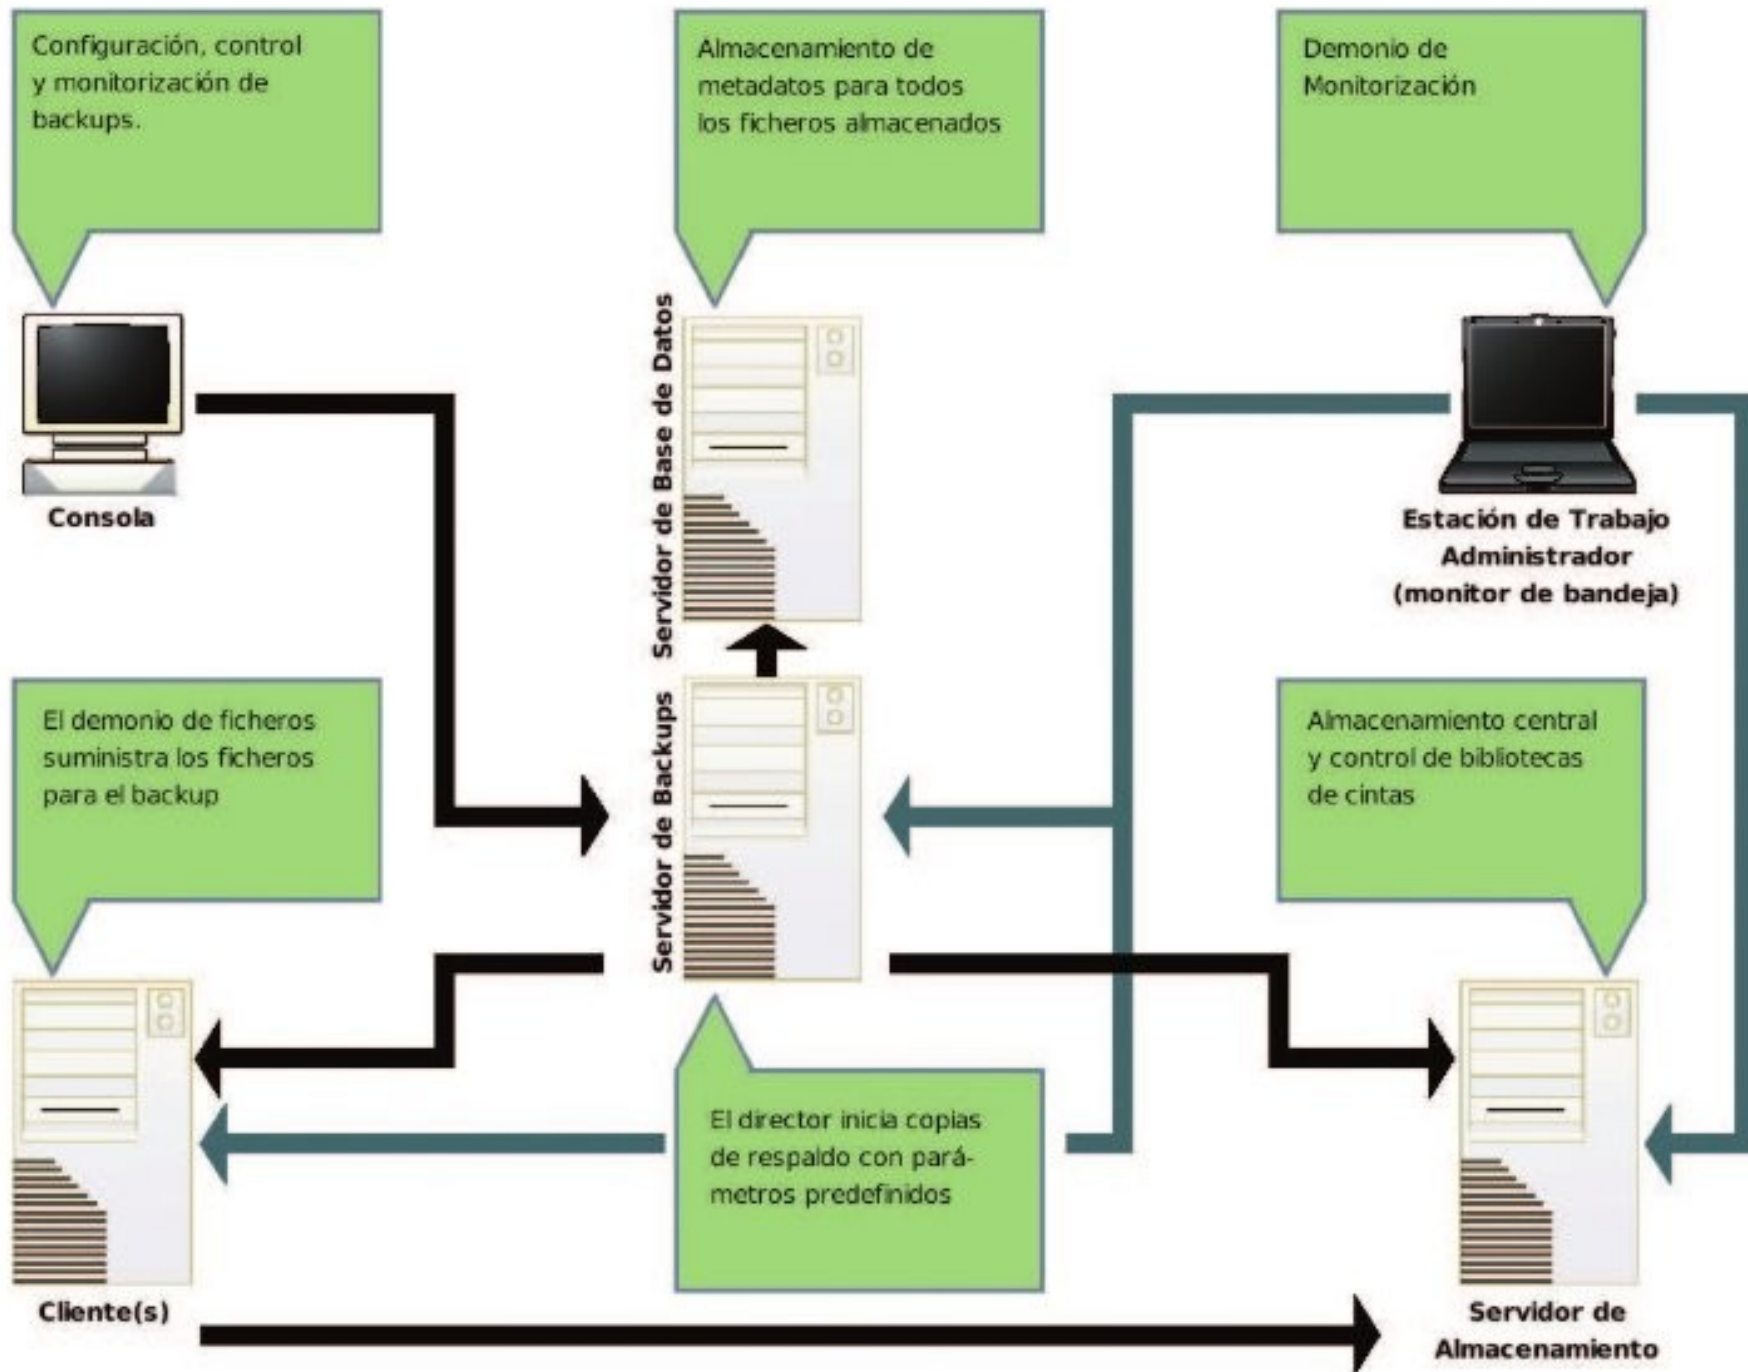 Configuración, control
y monitorización de
backups.
Almacenamiento de
metadatos para todos
los ficheros almacenados
Demonio de
Monitorización
Consola
Servidor de Base de Datos
Estación de Trabajo
Administrador
(monitor de bandeja)
El demonio de ficheros
suministra los ficheros
para el backup
Servidor de Backups
Almacenamiento central
y control de bibliotecas
de cintas
El director inicia copias
de respaldo con pará-
metros predefinidos
Cliente(s)
Servidor de
Almacenamiento